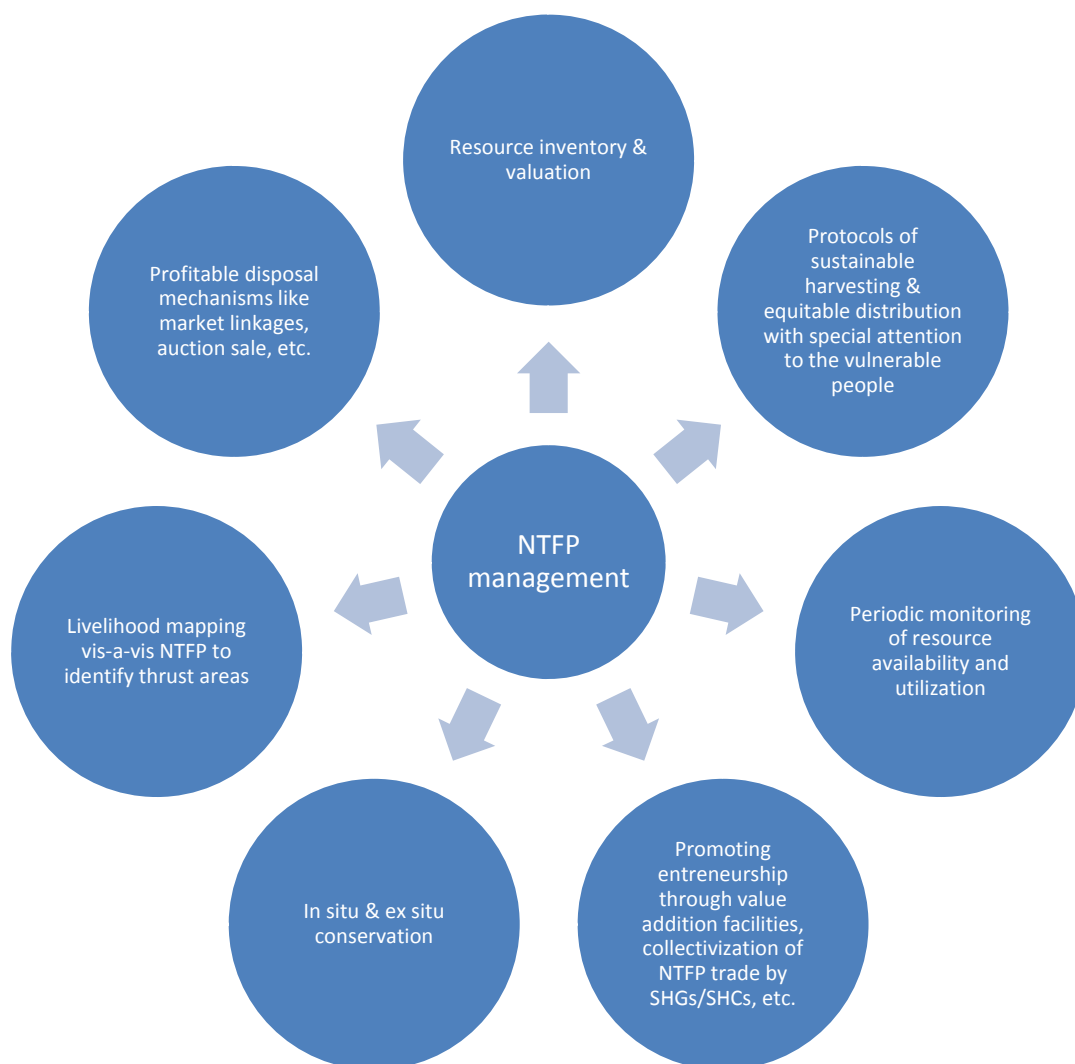 Resource inventory &
valuation
Protocols of
sustainable
harvesting &
equitable distribution
with special attention
to the vulnerable
people
Periodic monitoring
of resource
availability and
utilization
Promoting
entreneurship
through value
addition facilities,
collectivization of
NTFP trade by
SHGs/SHCs, etc.
In situ & ex situ
conservation
Livelihood mapping
vis-a-vis NTFP to
identify thrust areas
Profitable disposal
mechanisms like
market linkages,
auction sale, etc.
NTFP
management